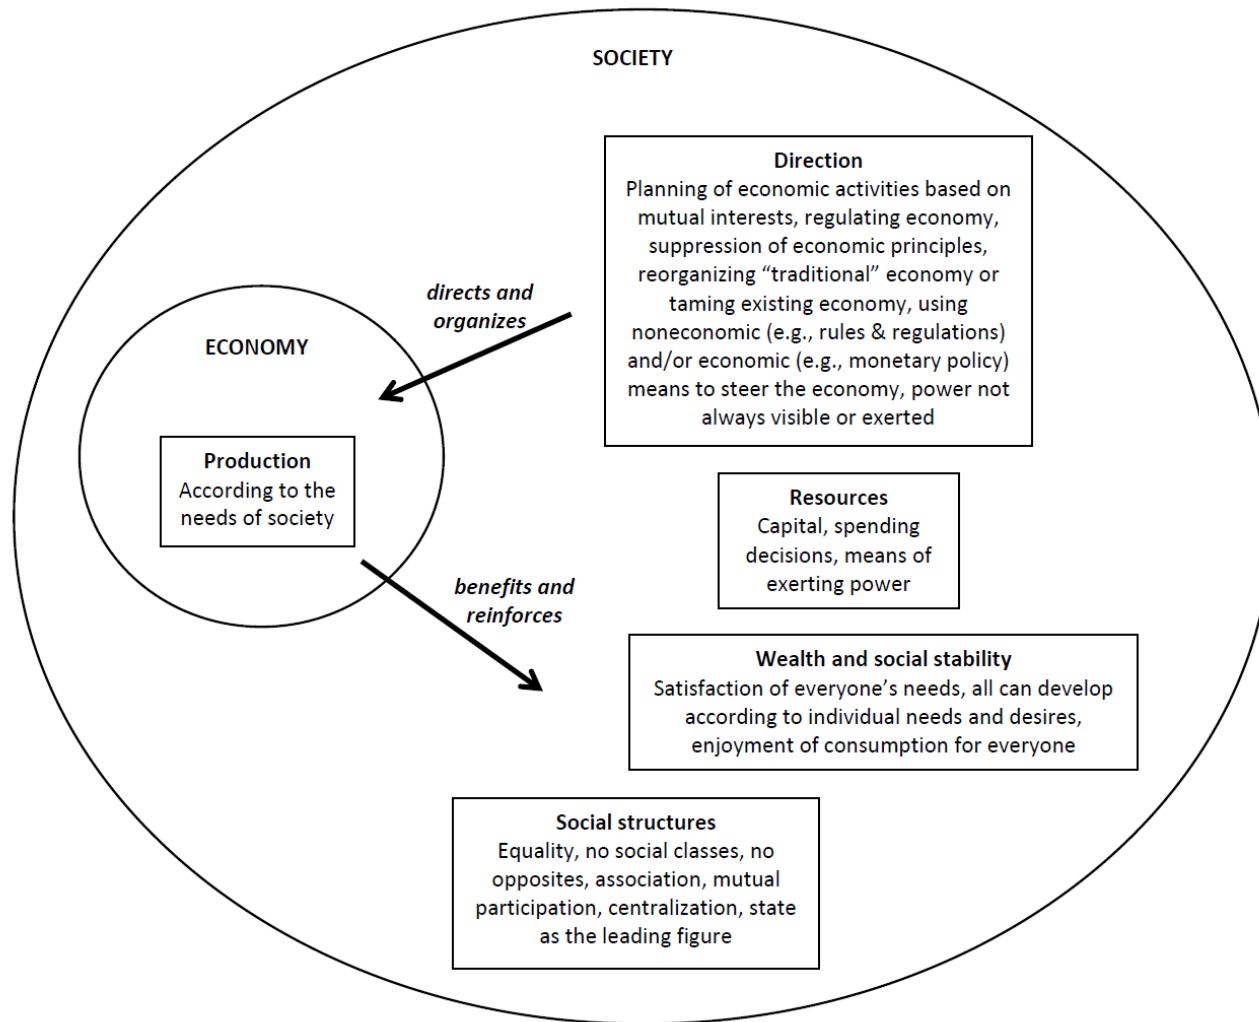 SOCIETY
Direction
Planning of economic activities based on
mutual interests, regulating economy,
suppression of economic principles,
reorganizing “traditional” economy or
taming existing economy, using
noneconomic (e.g., rules & regulations)
and/or economic (e.g., monetary policy)
means to steer the economy, power not
always visible or exerted
directs and
organizes
ECONOMY
Production
According to the
needs of society
Resources
Capital, spending
decisions, means of
exerting power
benefits and
reinforces
Wealth and social stability
Satisfaction of everyone’s needs, all can develop
according to individual needs and desires,
enjoyment of consumption for everyone
Social structures
Equality, no social classes, no
opposites, association, mutual
participation, centralization, state
as the leading figure